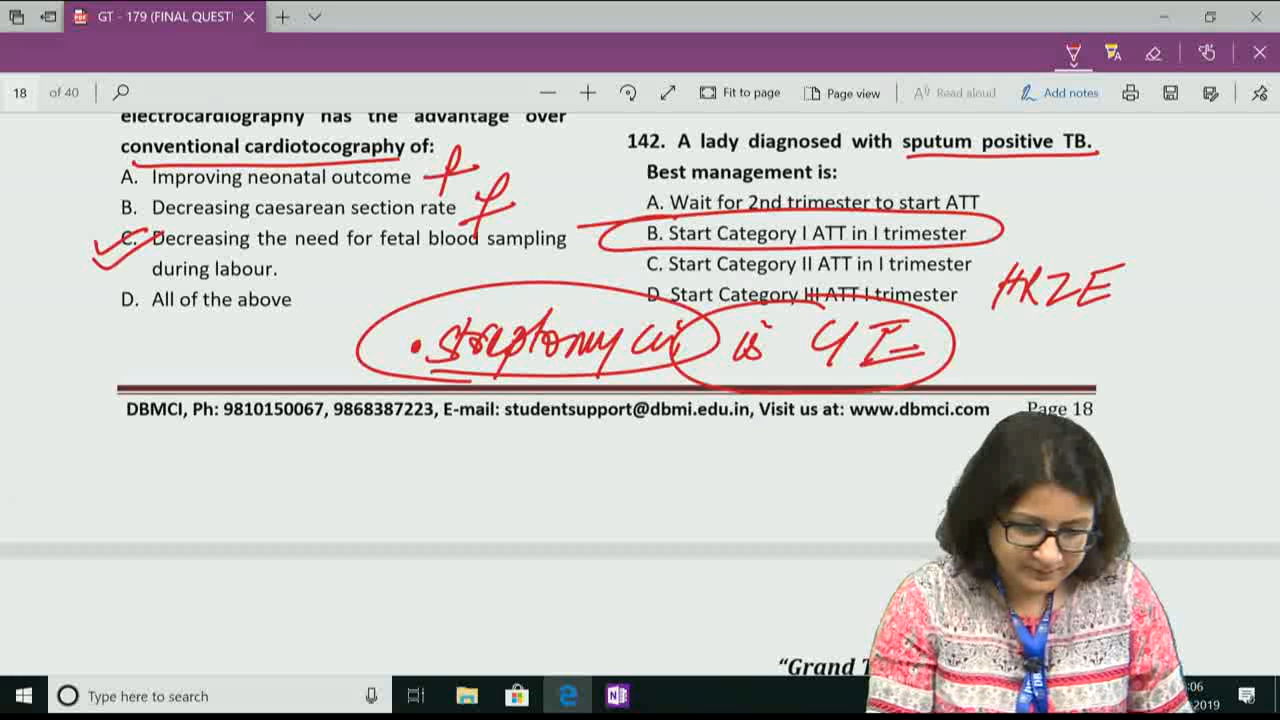 GT - 179 (FINAL QUESTI
18 of 40
Fit to page
Page view
Read aloud
Add notes
electrocardiography has the advantage over
conventional cardiotocography of:
A. Improving neonatal outcome
B. Decreasing caesarean section rate
C. Decreasing the need for fetal blood sampling
during labour.
D. All of the above
142. A lady diagnosed with sputum positive TB.
Best management is:
A. Wait for 2nd trimester to start ATT
B. Start Category I ATT in I trimester
C. Start Category II ATT in I trimester
D. Start Category III ATT I trimester
HRZE
streptomycin is
DBMCI, Ph: 9810150067, 9868387223, E-mail: studentsupport@dbmi.edu.in, Visit us at: www.dbmci.com Page 18
"Grand T
Type here to search
:06
2019